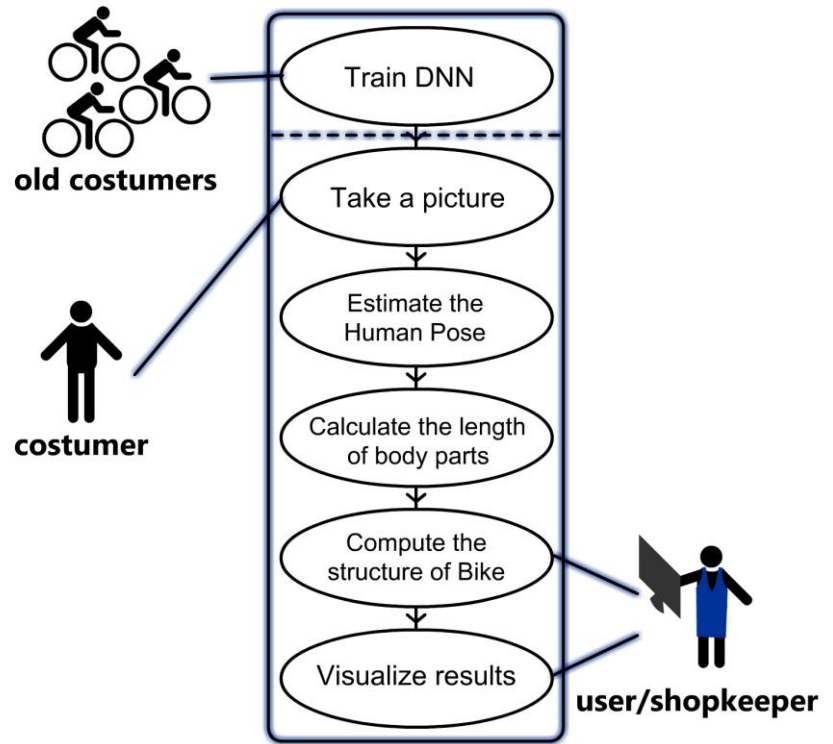 Train DNN
old costumers
Take a picture
Estimate the
Human Pose
costumer
Calculate the length
of body parts
Compute the
structure of Bike
Visualize results
user/shopkeeper